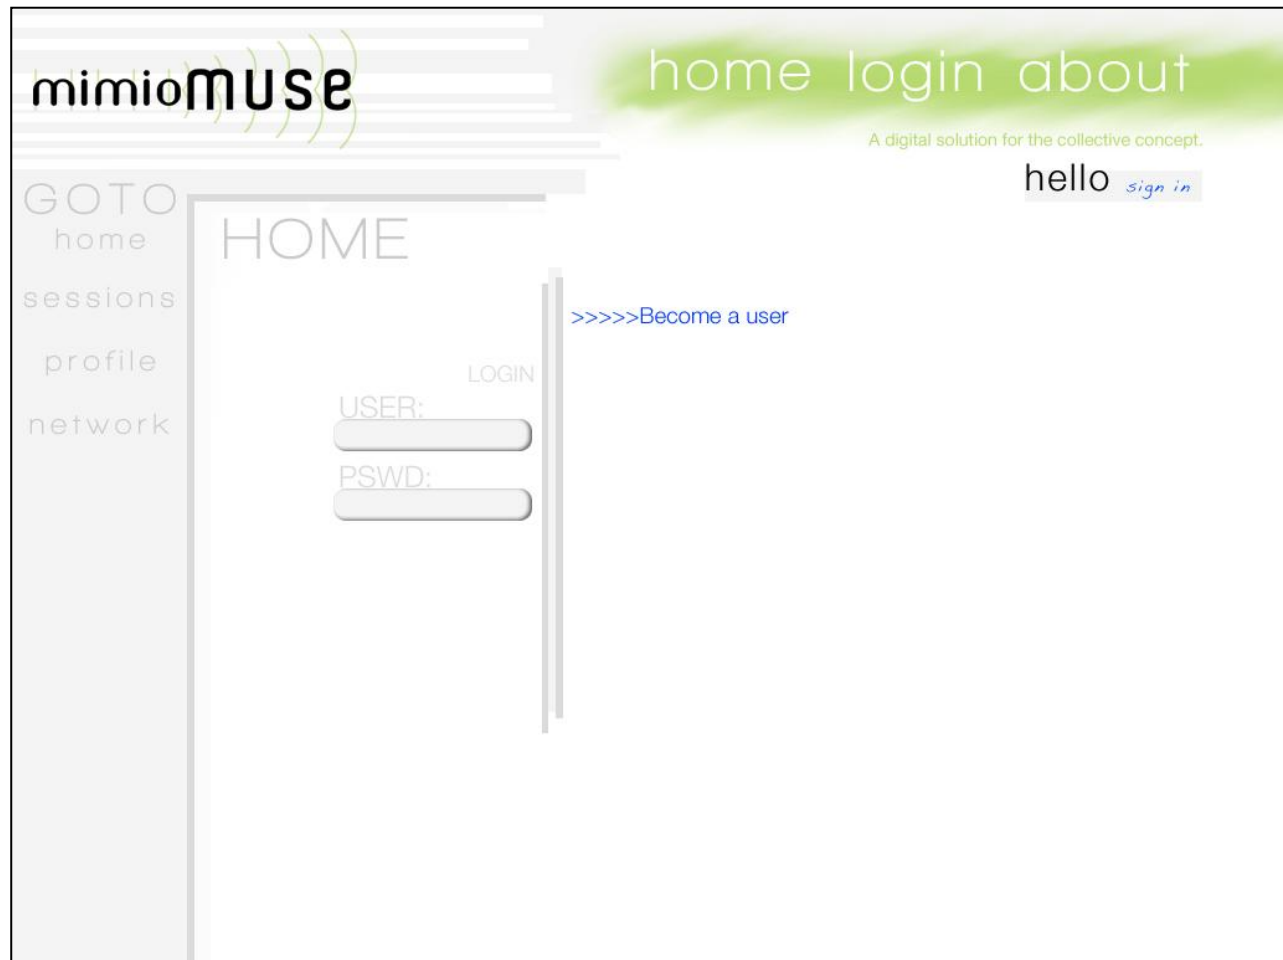 mimioMUSE
home login about
A digital solution for the collective concept.
hello sign in
GOTO
home
sessions
profile
network
HOME
>>>>>Become a user
LOGIN
USER:
PSWD: